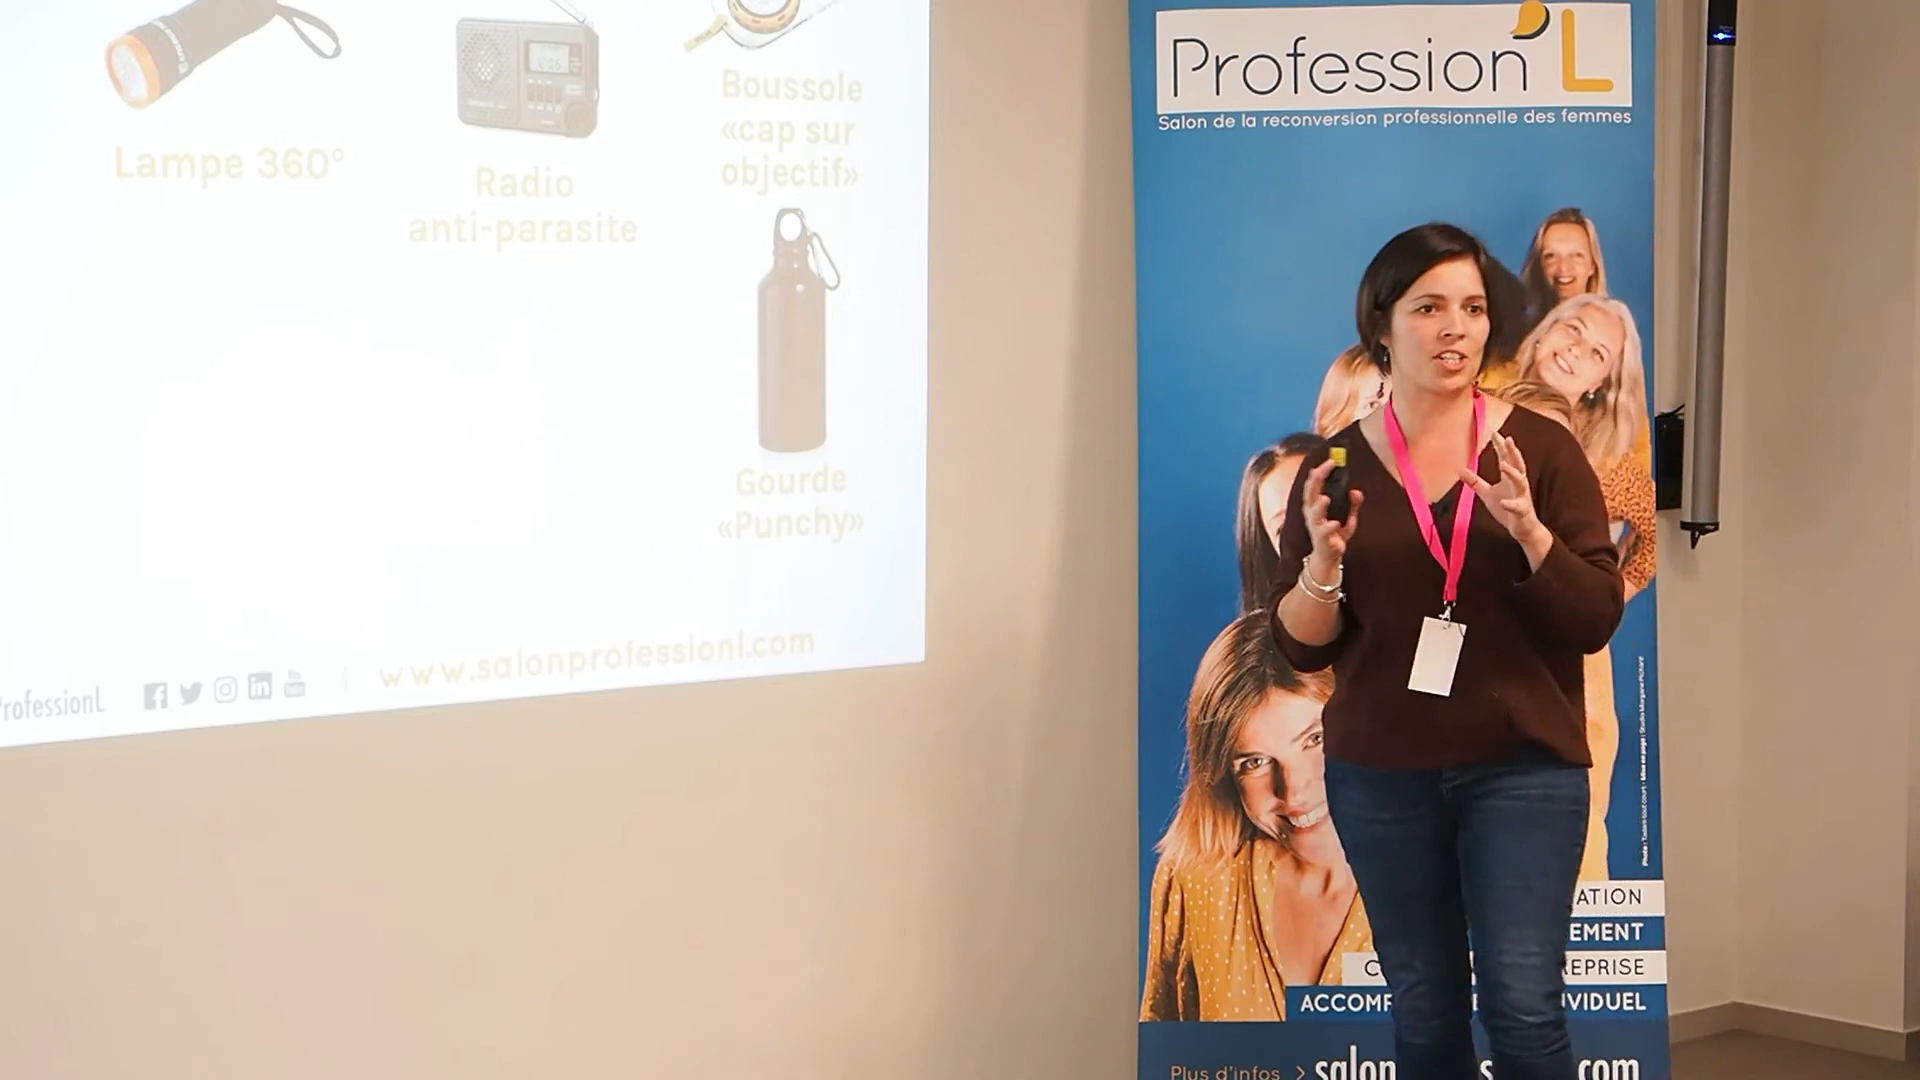 Lampe 360°
Radio
anti-parasite
Boussole
«cap sur
objectif»
Gourde
«Punchy»
ProfessionL
www.salonprofessionl.com
Profession'L
Salon de la reconversion professionnelle des femmes
ATION
EMENT
REPRISE
ACCOMP
VIDUEL
Plus d'infos > salon
s
com